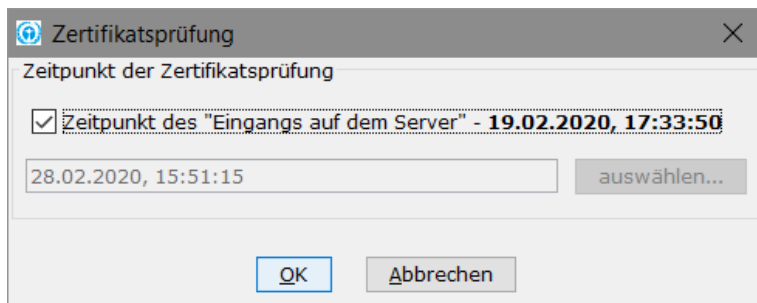 Zertifikatsprüfung
Zeitpunkt der Zertifikatsprüfung
Zeitpunkt des "Eingangs auf dem Server" - 19.02.2020, 17:33:50
28.02.2020, 15:51:15 auswählen...
OK Abbrechen